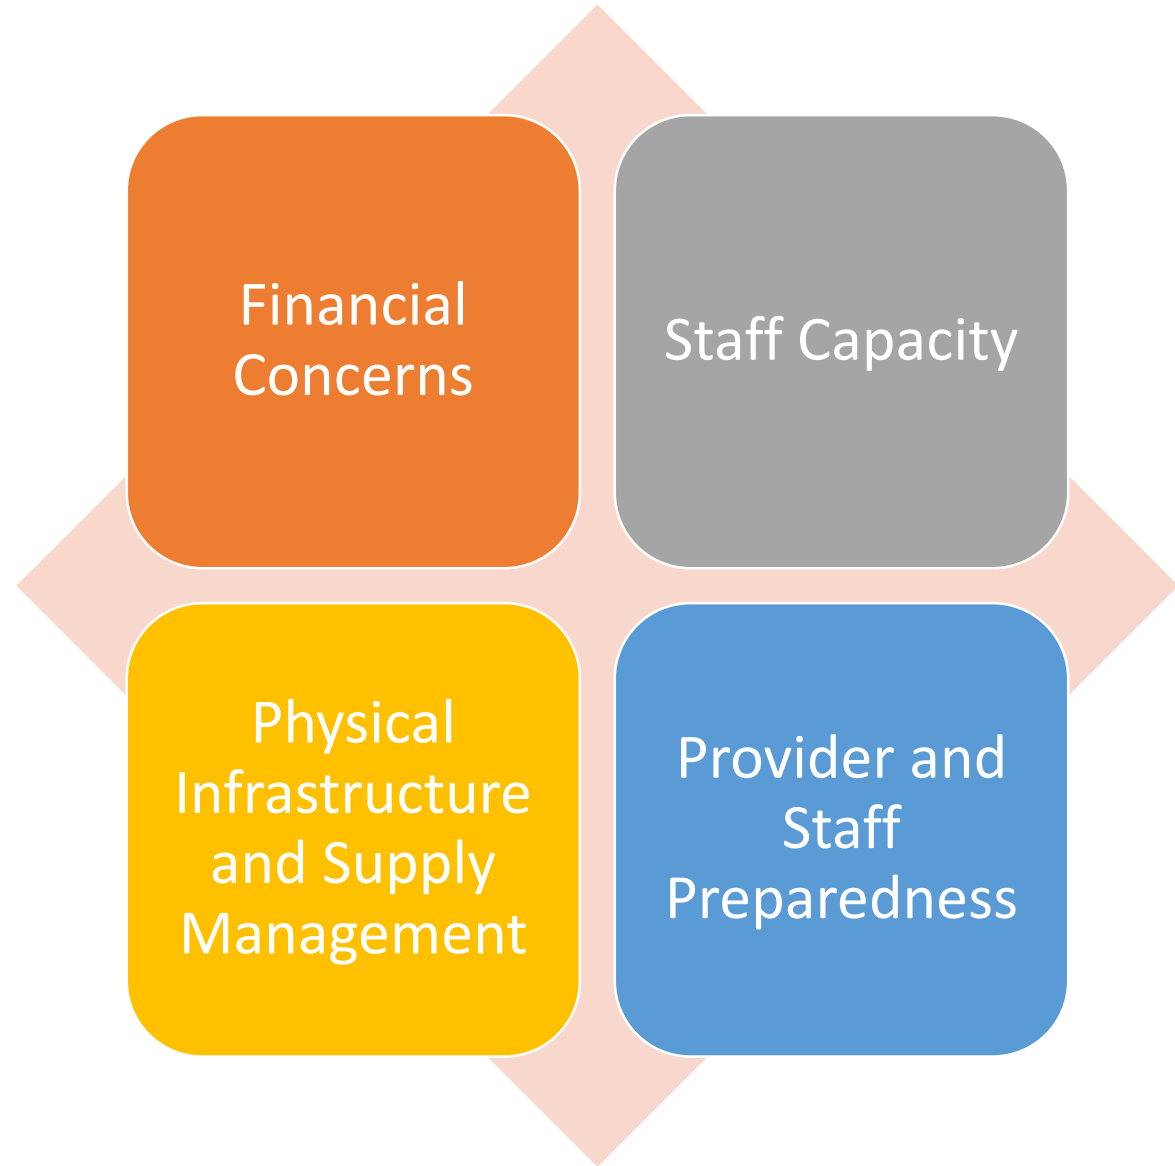 Financial
Concerns
Staff Capacity
Physical
Infrastructure
and Supply
Management
Provider and
Staff
Preparedness